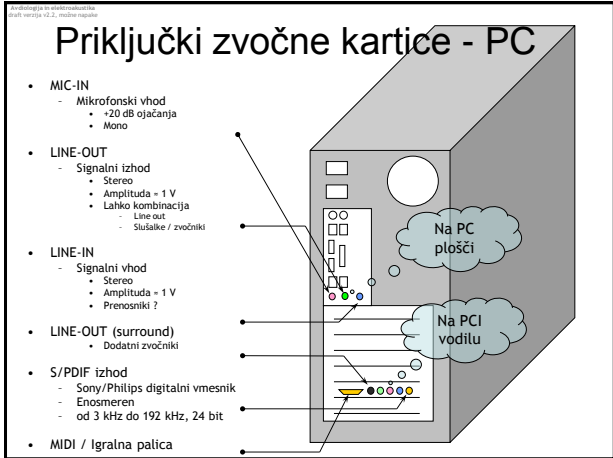 Avdiologija in elektroakustika
draft verzija v2.2, možne napake
Priključki zvočne kartice - PC
• MIC-IN
– Mikrofonski vhod
• +20 dB ojačanja
• Mono
• LINE-OUT
– Signalni izhod
• Stereo
• Amplituda = 1 V
• Lahko kombinacija
– Line out
– Slušalke / zvočniki
• LINE-IN
– Signalni vhod
• Stereo
• Amplituda = 1 V
• Prenosniki ?
• LINE-OUT (surround)
• Dodatni zvočniki
• S/PDIF izhod
– Sony/Philips digitalni vmesnik
– Enosmeren
– od 3 kHz do 192 kHz, 24 bit
• MIDI / Igralna palica
Na PC
plošči
Na PCI
vodilu